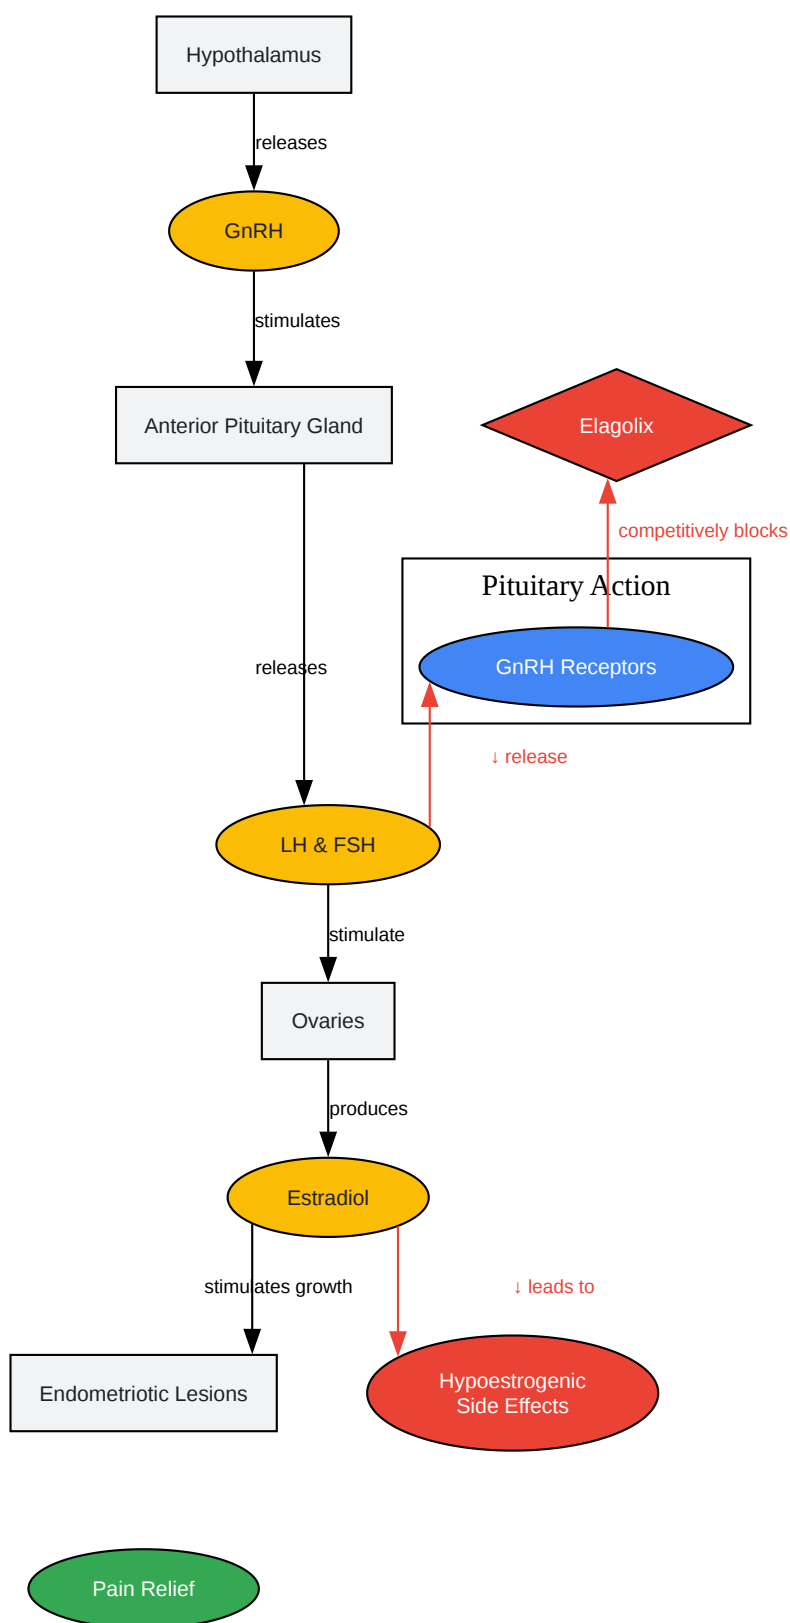 Hypothalamus
releases
GnRH
stimulates
Anterior Pituitary Gland
Elagolix
competitively blocks
Pituitary Action
GnRH Receptors
releases
↓ release
LH & FSH
stimulate
Ovaries
produces
Estradiol
stimulates growth
↓ leads to
Endometriotic Lesions
Hypoestrogenic
Side Effects
Pain Relief